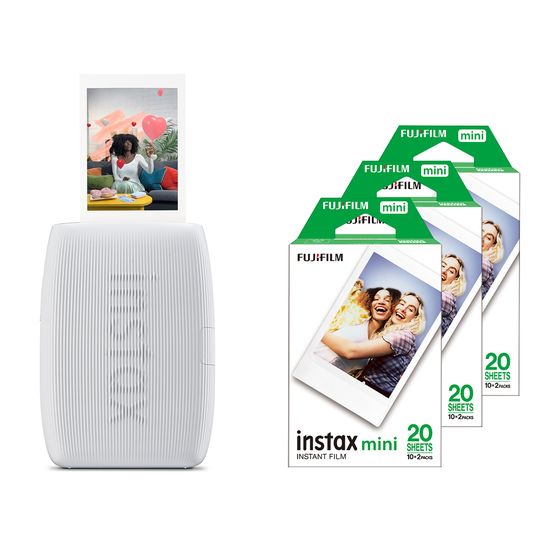 instax
FUJIFILM
mini
FUJIFILM
mini
20
SHEETS
10×2PACKS
FUJIFILM
mini
20
SHEETS
10×2PACKS
FUJIFILM
instax mini
INSTANT FILM
20
SHEETS
10×2PACKS